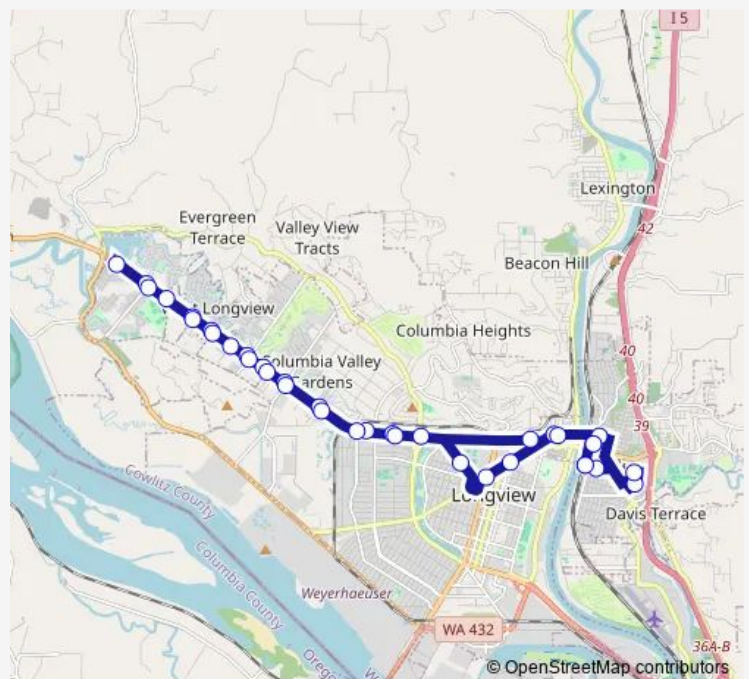 I 5
Lexington
Evergreen
Terrace
Valley View
Tracts
42
Beacon Hill
Longview
Columbia Heights
40
Columbia Valley
Gardens
40
39
Longview
Davis Terrace
Cowlitz County
Columbia County
Weyerhaeuser
WA 432
36A-B
© OpenStreetMap contributors